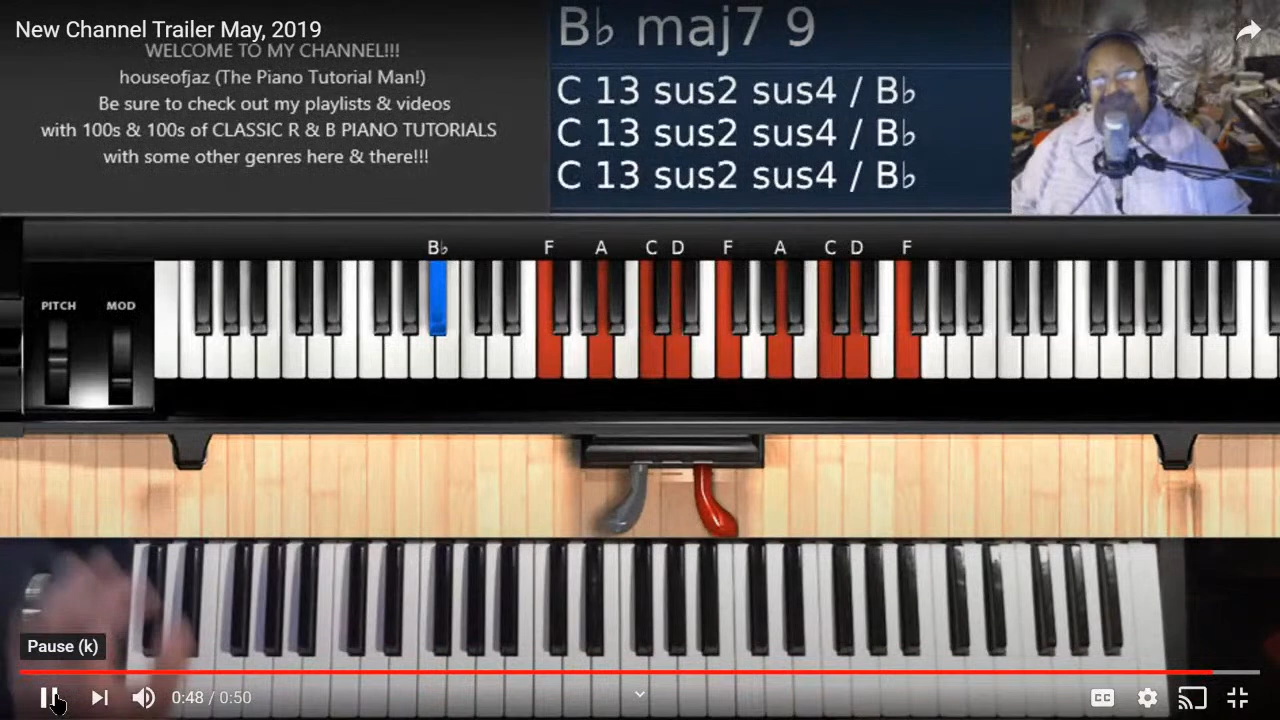 New Channel Trailer May, 2019
WELCOME TO MY CHANNEL!!!
houseofjaz (The Piano Tutorial Man!)
Be sure to check out my playlists & videos
with 100s & 100s of CLASSIC R & B PIANO TUTORIALS
with some other genres here & there!!!
B♭ maj7 9
C 13 sus2 sus4 / B♭
C 13 sus2 sus4 / B♭
C 13 sus2 sus4 / B♭
B♭ F A C D F A C D F
PITCH MOD
Pause (k)
0:48 / 0:50
CC